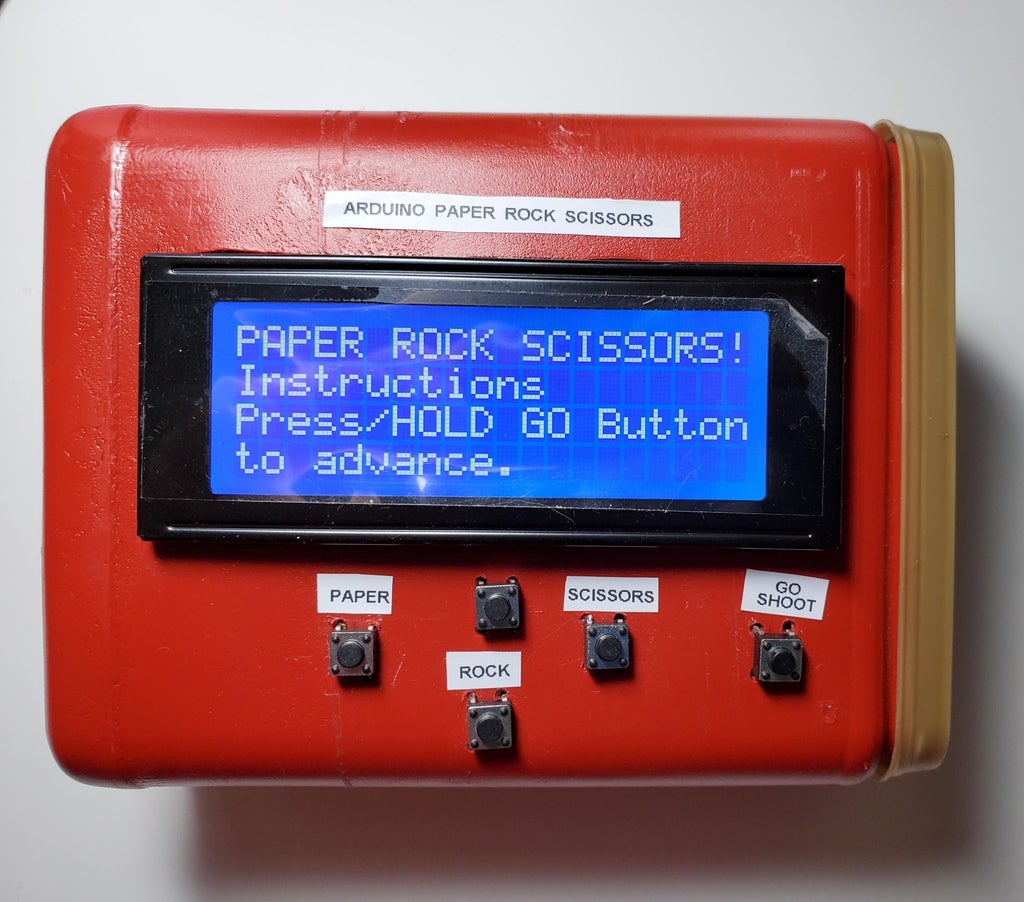 ARDUINO PAPER ROCK SCISSORS
PAPER ROCK SCISSORS!
Instructions
Press/HOLD GO Button
to advance.
PAPER
SCISSORS
GO
SHOOT
ROCK